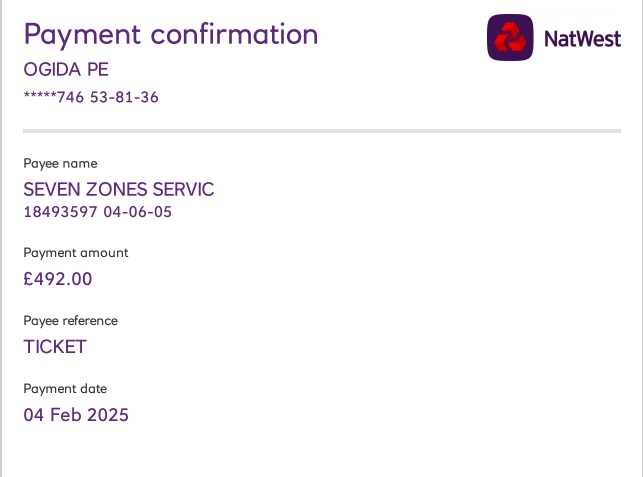 Payment confirmation
NatWest
OGIDA PE
*****746 53-81-36
Payee name
SEVEN ZONES SERVIC
18493597 04-06-05
Payment amount
£492.00
Payee reference
TICKET
Payment date
04 Feb 2025